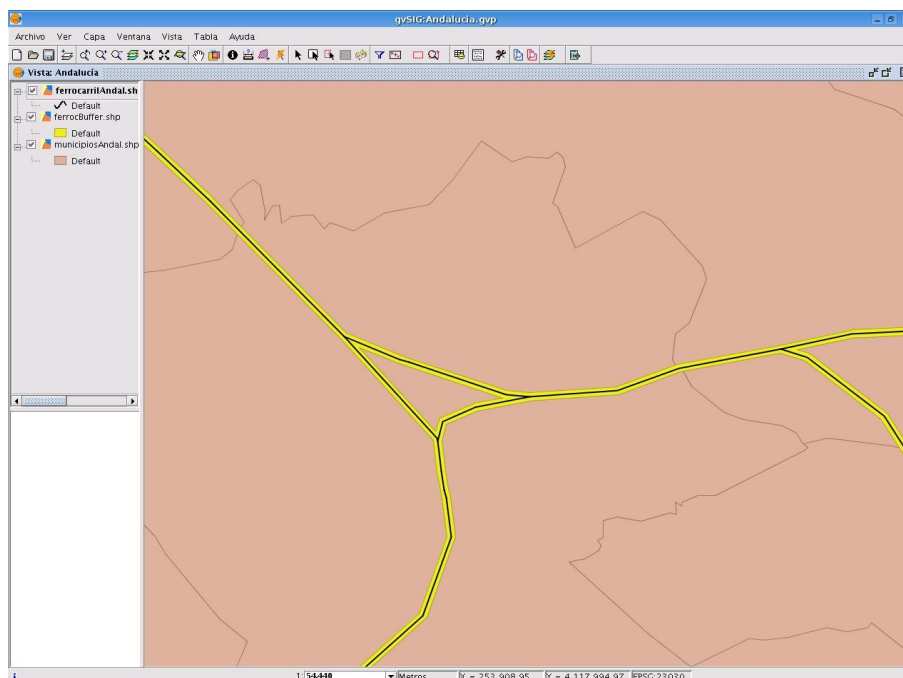 gvSIG:Andalucia.gvp
Archivo Ver Capa Ventana Vista Tabla Ayuda
Vista: Andalucía
ferrocarrilAndal.sh
Default
ferrocBuffer.shp
Default
municipiosAndal.shp
Default
1: 54.440 Metros X = 253.908,95 Y = 4.117.994,97 EPSG:23030